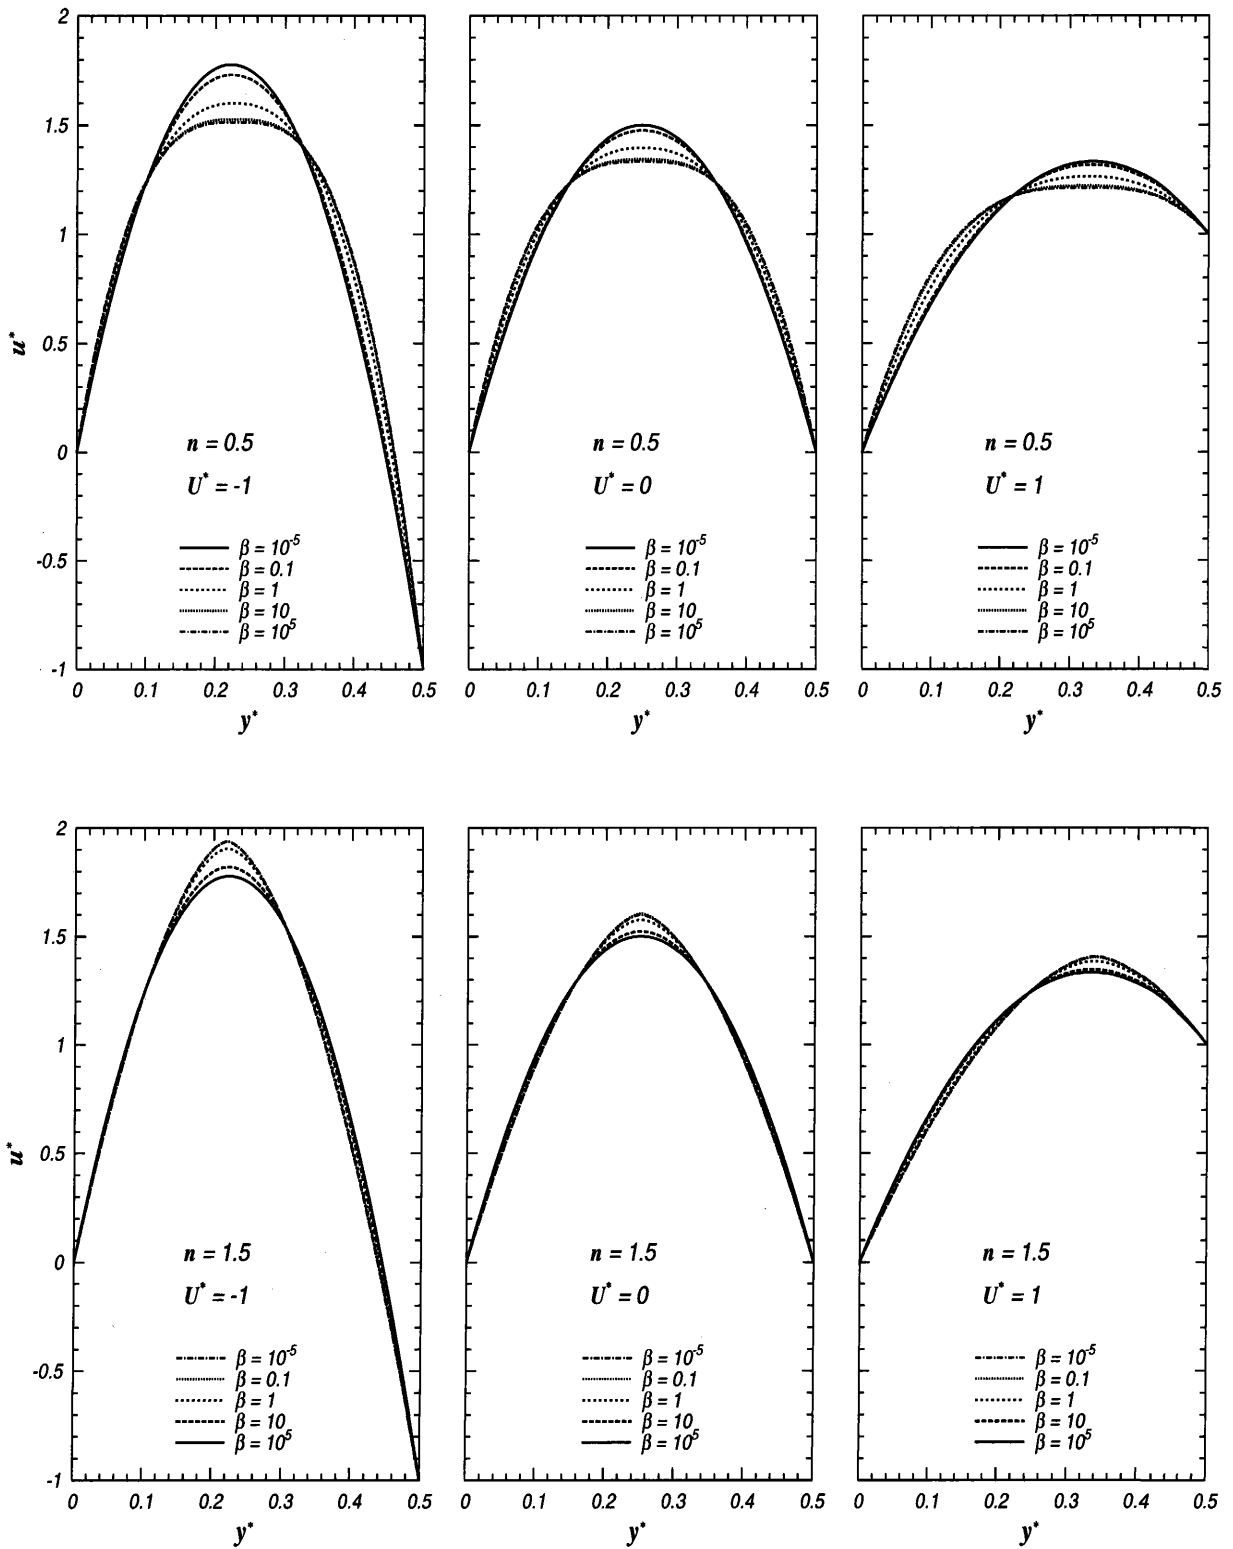 2
1.5
1
0.5
0
-0.5
-1
u*
n = 0.5
U* = -1
β = 10⁻⁵
β = 0.1
β = 1
β = 10
β = 10⁵
0 0.1 0.2 0.3 0.4 0.5
y*
n = 0.5
U* = 0
β = 10⁻⁵
β = 0.1
β = 1
β = 10
β = 10⁵
0 0.1 0.2 0.3 0.4 0.5
y*
n = 0.5
U* = 1
β = 10⁻⁵
β = 0.1
β = 1
β = 10
β = 10⁵
0 0.1 0.2 0.3 0.4 0.5
y*
2
1.5
1
0.5
0
-0.5
-1
u*
n = 1.5
U* = -1
β = 10⁻⁵
β = 0.1
β = 1
β = 10
β = 10⁵
0 0.1 0.2 0.3 0.4 0.5
y*
n = 1.5
U* = 0
β = 10⁻⁵
β = 0.1
β = 1
β = 10
β = 10⁵
0 0.1 0.2 0.3 0.4 0.5
y*
n = 1.5
U* = 1
β = 10⁻⁵
β = 0.1
β = 1
β = 10
β = 10⁵
0 0.1 0.2 0.3 0.4 0.5
y*